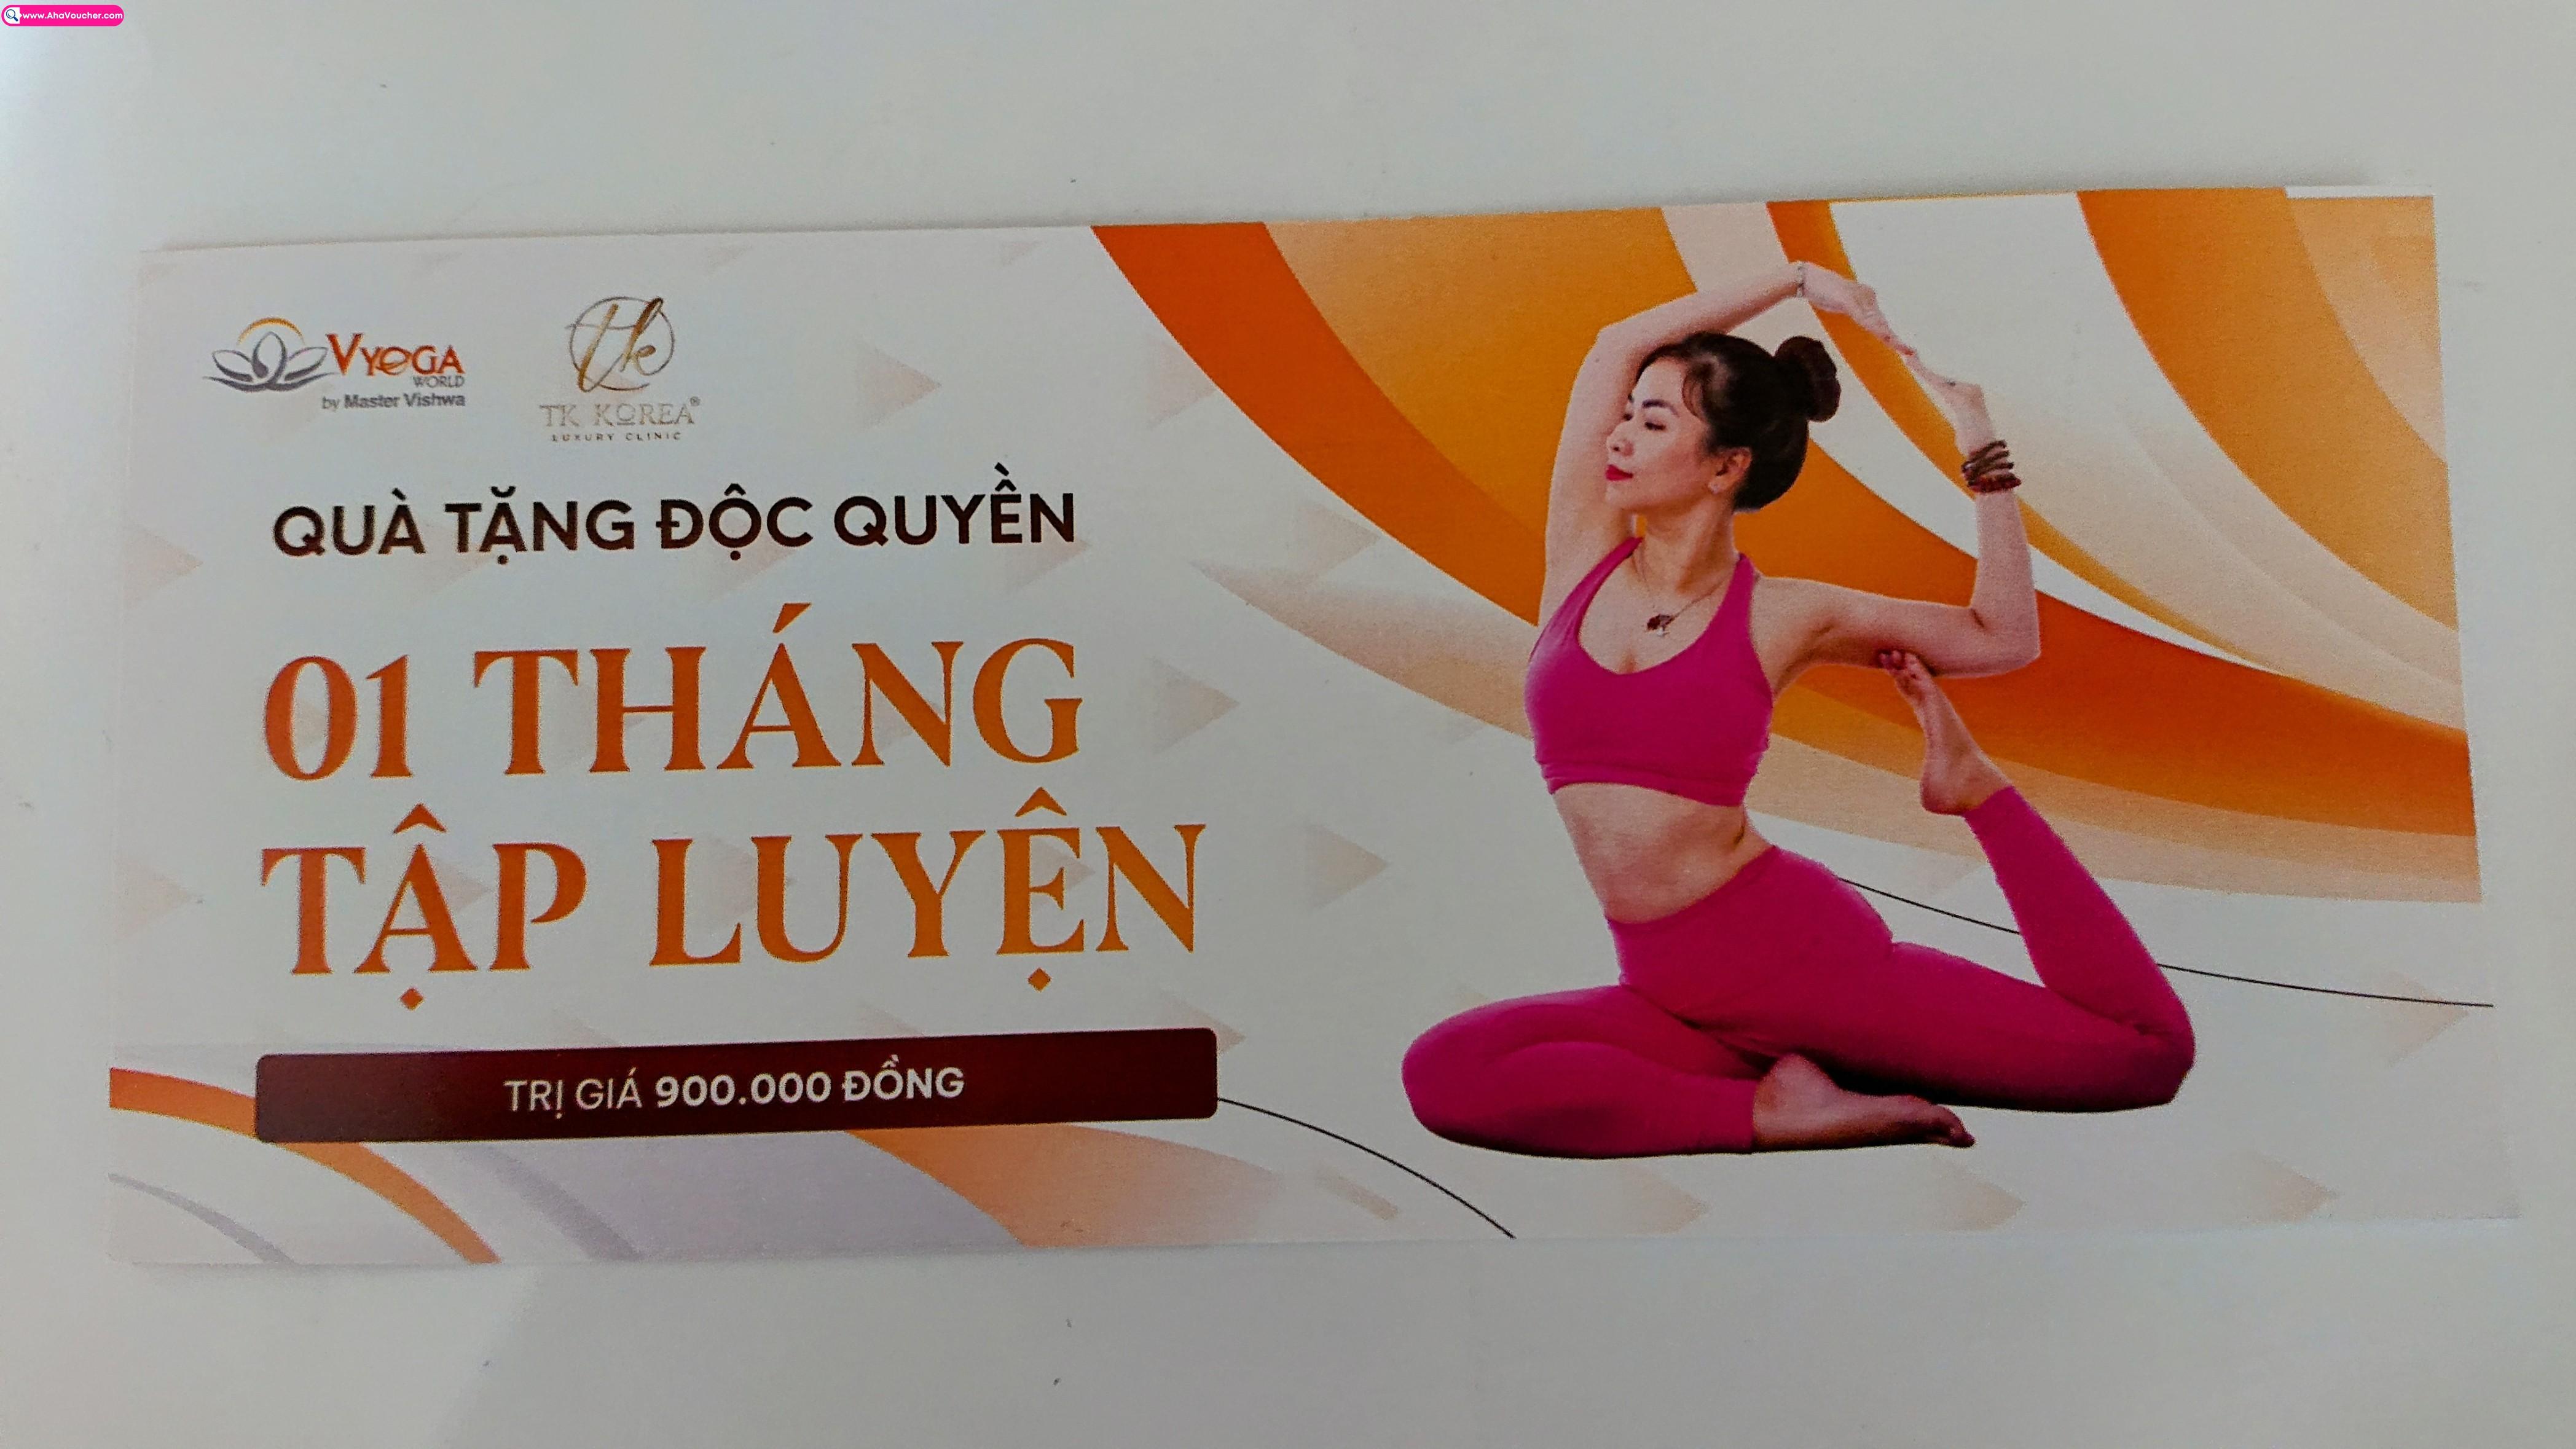 www.AhaVoucher.com
VYOGA
WORLD
by Master Vishwa
tk
TK KOREA®
LUXURY CLINIC
QUÀ TẶNG ĐỘC QUYỀN
01 THÁNG
TẬP LUYỆN
TRỊ GIÁ 900.000 ĐỒNG